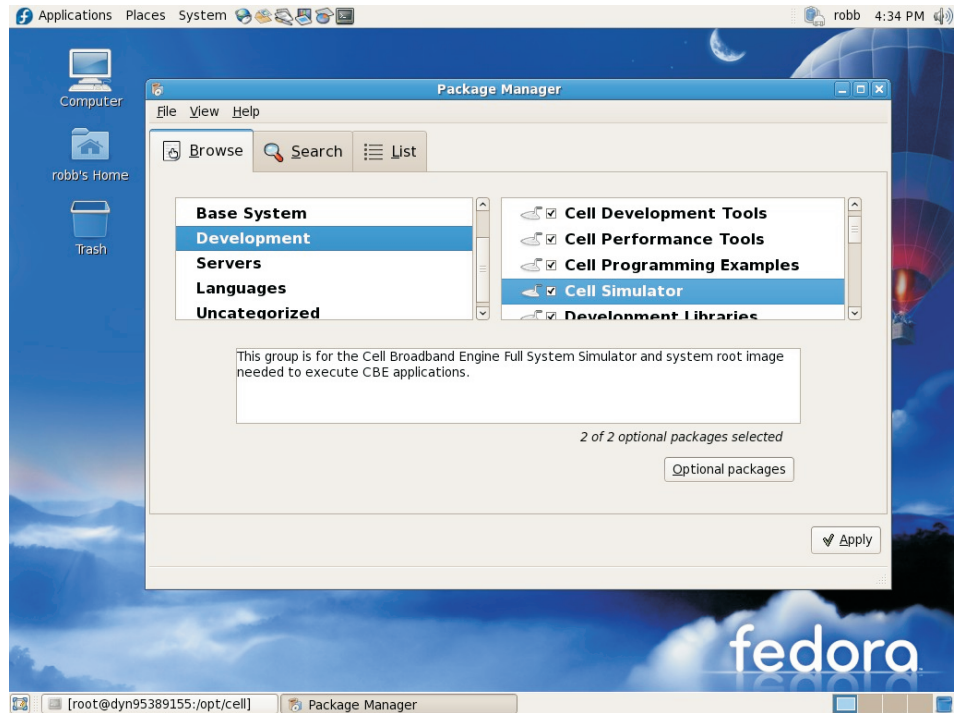 Applications Places System robb 4:34 PM
Computer
robb's Home
Trash
Package Manager
File View Help
Browse Search List
Base System
Development
Servers
Languages
Uncategorized
Cell Development Tools
Cell Performance Tools
Cell Programming Examples
Cell Simulator
Development Libraries
This group is for the Cell Broadband Engine Full System Simulator and system root image
needed to execute CBE applications.
2 of 2 optional packages selected
Optional packages
Apply
fedora
[root@dyn95389155:/opt/cell] Package Manager